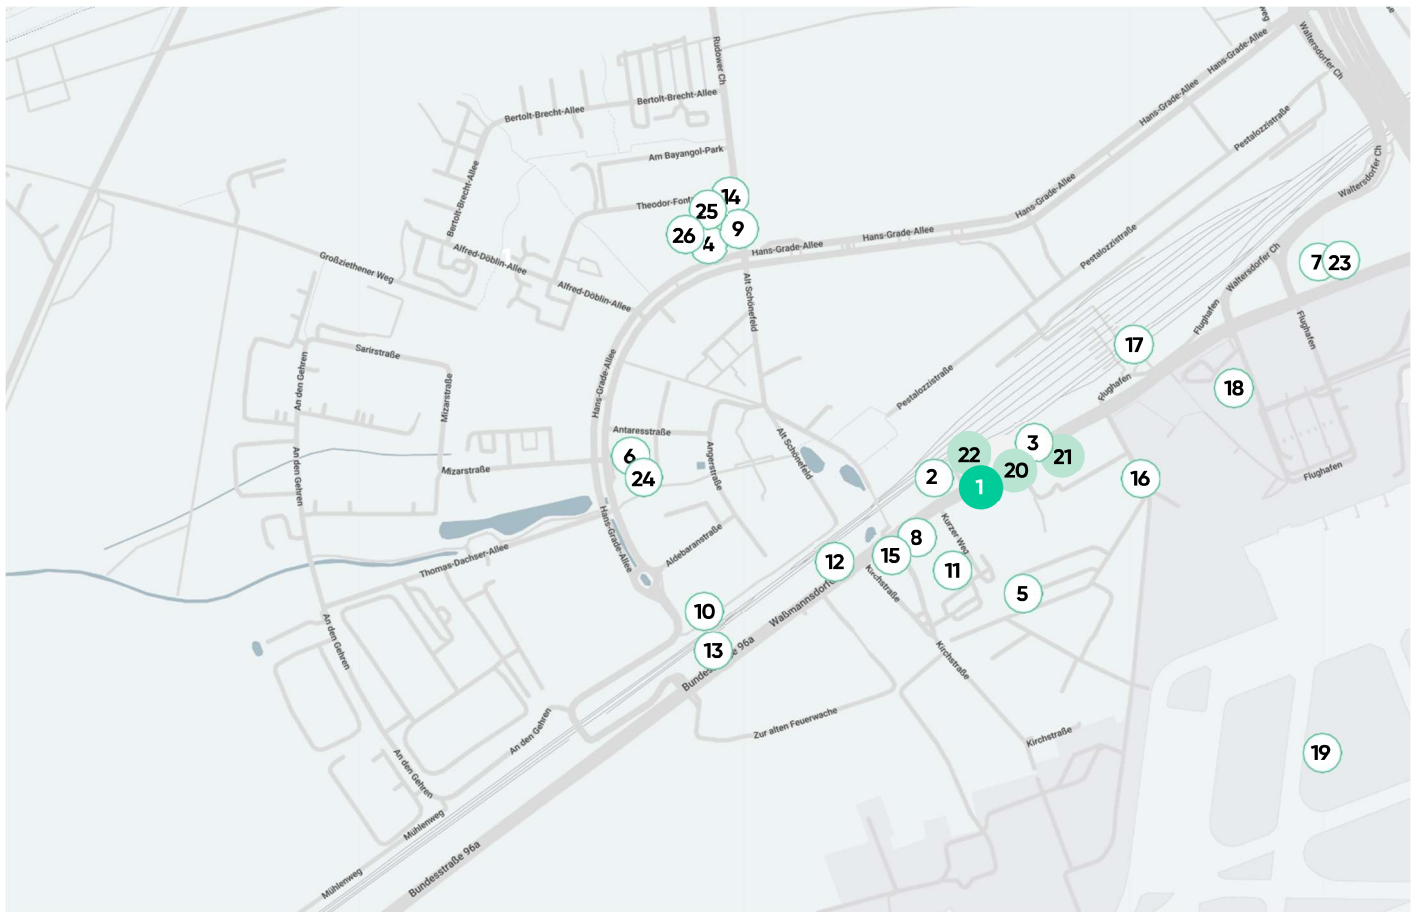 weg
Rudower Ch
Waltersdorfer Ch
Hans-Grade-Allee
Bertolt-Brecht-Allee
Bertolt-Brecht-Allee
Hans-Grade-Allee
Pestalozzistraße
Am Bayangol-Park
Waltersdorfer Ch
Bertolt-Brecht-Allee
Hans-Grade-Allee
14
Theodor-Font
25
9
26
4
Hans-Grade-Allee
Hans-Grade-Allee
Pestalozzistraße
Alfred-Döblin-Allee
Großziethener Weg
Waltersdorfer Ch
7
23
Alfred-Döblin-Allee
Alt Schönefeld
Flughafen
Flughafen
17
Sarirstraße
An den Gehren
Hans-Grade-Allee
Mizarstraße
Pestalozzistraße
Flughafen
18
Antaresstraße
Alt Schönefeld
3
22
21
6
Angerstraße
20
Mizarstraße
An den Gehren
24
2
1
16
Flughafen
Hans-Grade-Allee
Kurzer Weg
8
Aldebaranstraße
15
12
Thomas-Dachser-Allee
11
Kirchstraße
5
Waßmannsdorf
10
An den Gehren
13
Bundes
e 96a
Kirchstraße
Zur alten Feuerwache
An den Gehren
Kirchstraße
19
An den Gehren
Mühlenweg
Bundesstraße 96a
Mühlenweg